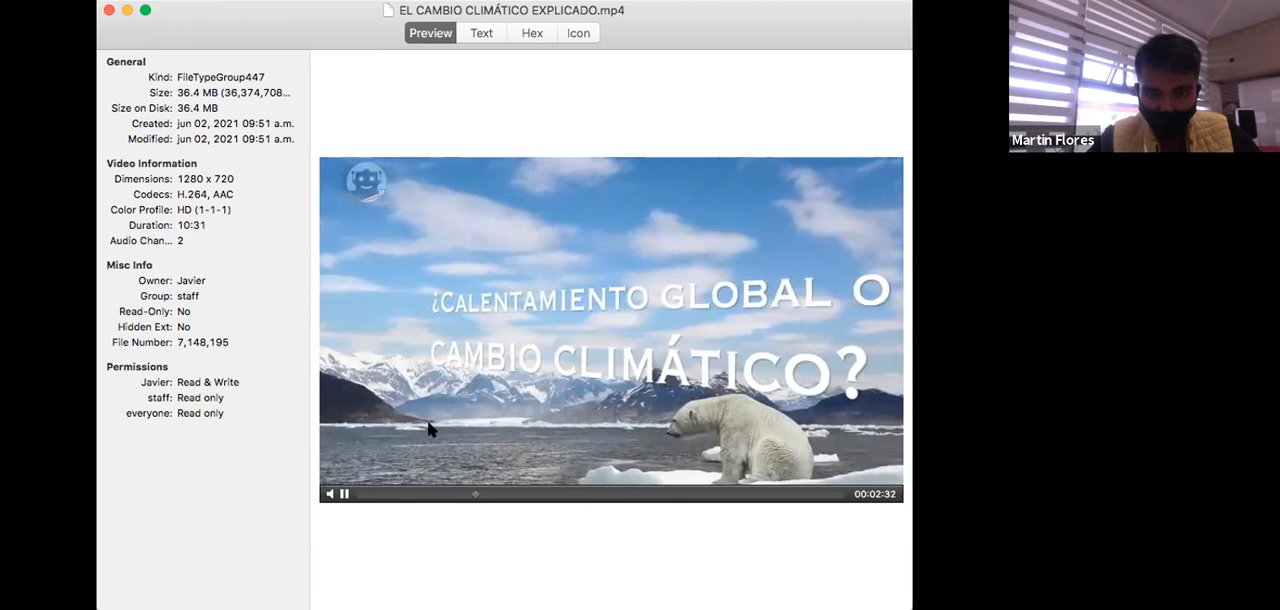 EL CAMBIO CLIMÁTICO EXPLICADO.mp4
Preview Text Hex Icon
General
Kind: FileTypeGroup447
Size: 36.4 MB (36,374,708...
Size on Disk: 36.4 MB
Created: jun 02, 2021 09:51 a.m.
Modified: jun 02, 2021 09:51 a.m.
Video Information
Dimensions: 1280 x 720
Codecs: H.264, AAC
Color Profile: HD (1-1-1)
Duration: 10:31
Audio Chan... 2
Misc Info
Owner: Javier
Group: staff
Read-Only: No
Hidden Ext: No
File Number: 7,148,195
Permissions
Javier: Read & Write
staff: Read only
everyone: Read only
¿CALENTAMIENTO GLOBAL O
CAMBIO CLIMÁTICO?
00:02:32
Martin Flores